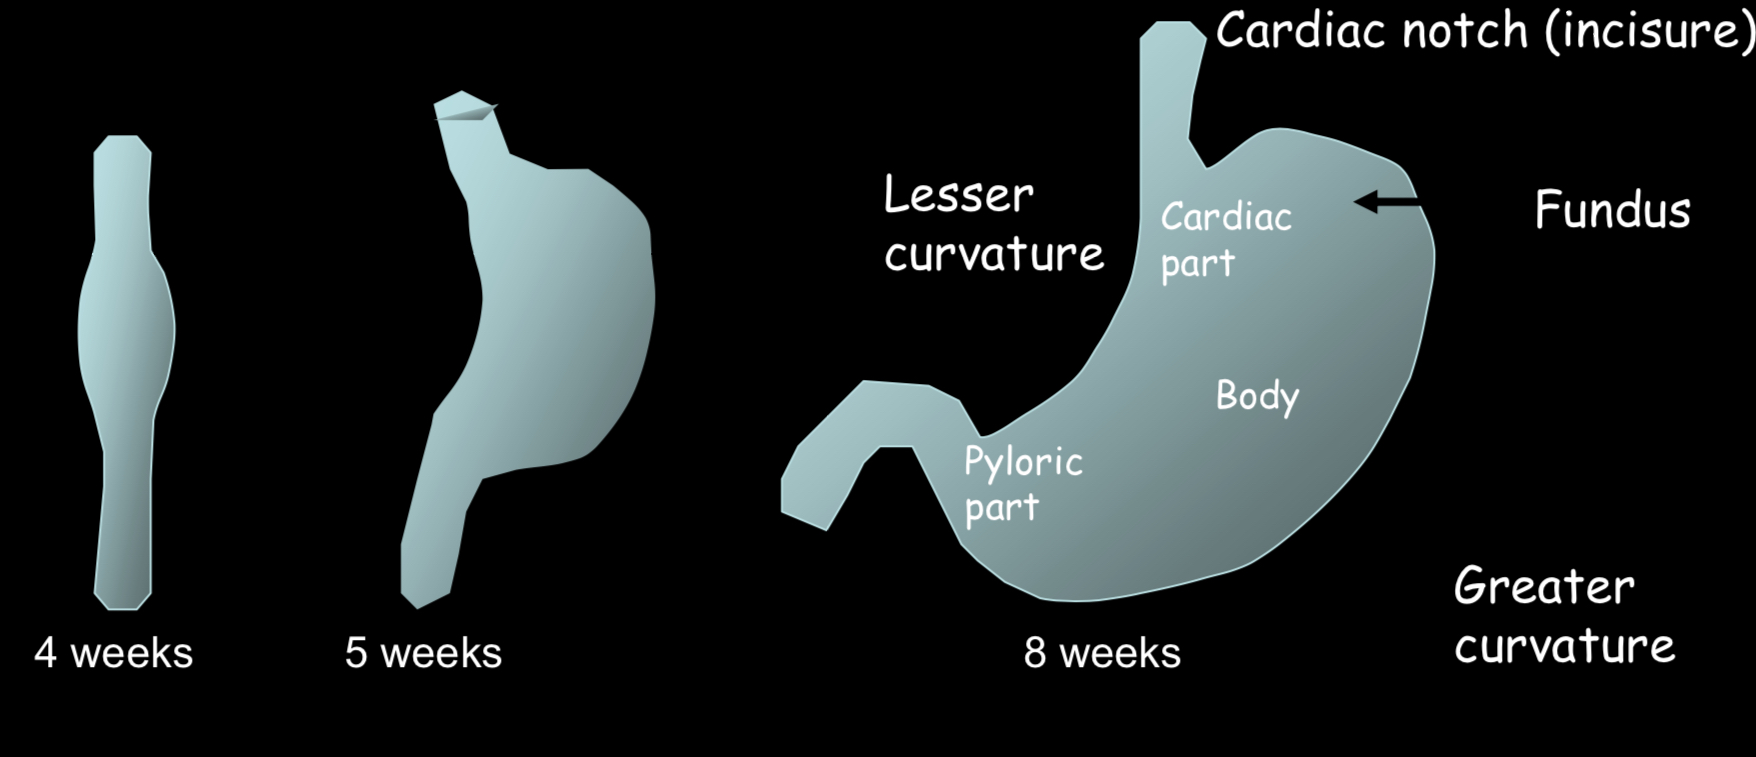 Cardiac notch (incisure)
Lesser
curvature
Cardiac
part
Fundus
Body
Pyloric
part
Greater
curvature
4 weeks
5 weeks
8 weeks